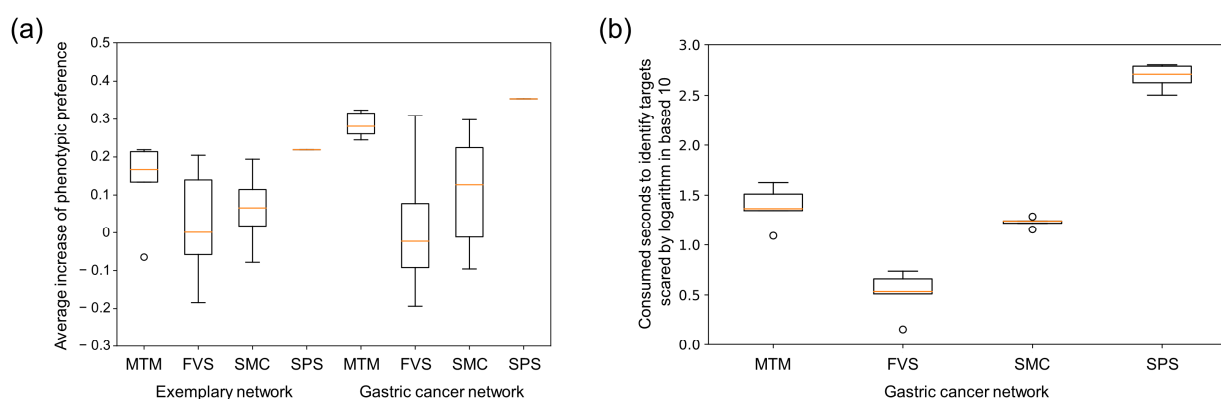 (a)
Average increase of phenotypic preference
0.5
0.4
0.3
0.2
0.1
0
− 0.1
− 0.2
− 0.3
MTM FVS SMC SPS MTM FVS SMC SPS
Exemplary network Gastric cancer network
(b)
Consumed seconds to identify targets
scared by logarithm in based 10
3.0
2.5
2.0
1.5
1.0
0.5
0.0
MTM FVS SMC SPS
Gastric cancer network